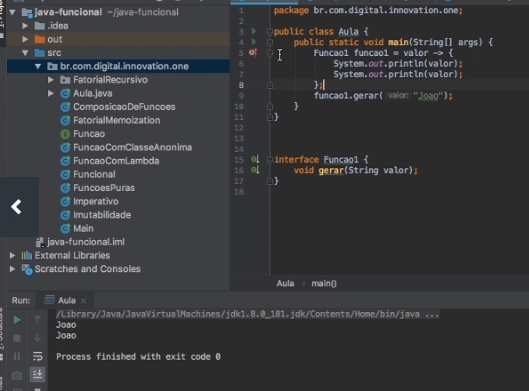 java-funcional
.idea
out
src
br.com.digital.innovation.one
FatorialRecursivo
Aula.java
ComposicaoDeFuncoes
FatorialMemoization
Funcao
FuncaoComClasseAnonima
FuncaoComLambda
Funcional
FuncoesPuras
Imperativo
Imutabilidade
Main
java-funcional.iml
External Libraries
Scratches and Consoles
1 package br.com.digital.innovation.one;
2
3 public class Aula {
4 public static void main(String[] args) {
5 Funcao1 funcao1 = valor -> {
6 System.out.println(valor);
7 System.out.println(valor);
8 };
9 funcao1.gerar( valor: "Joao");
10 }
11 }
12
15 interface Funcao1 {
16 void gerar(String valor);
17 }
18
Aula main()
Run: Aula
/Library/Java/JavaVirtualMachines/jdk1.8.0_181.jdk/Contents/Home/bin/java ...
Joao
Joao
Process finished with exit code 0